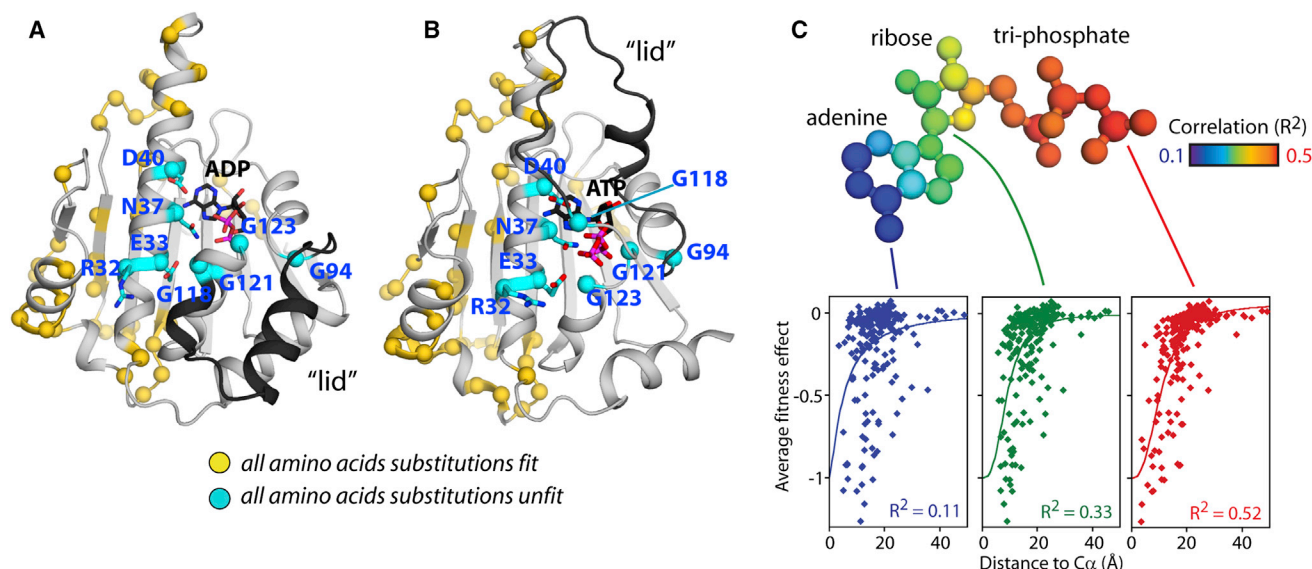 A
"lid"
D40
ADP
N37
G123
E33
R32
G94
G118
G121
"lid"
B
"lid"
D40
ATP
G118
N37
G121
G94
E33
R32
G123
all amino acids substitutions fit
all amino acids substitutions unfit
C
ribose
tri-phosphate
adenine
Correlation (R²)
0.1
0.5
Average fitness effect
0
-0.5
-1
R² = 0.11
R² = 0.33
R² = 0.52
0 20 40 0 20 40 0 20 40
Distance to Cα (Å)